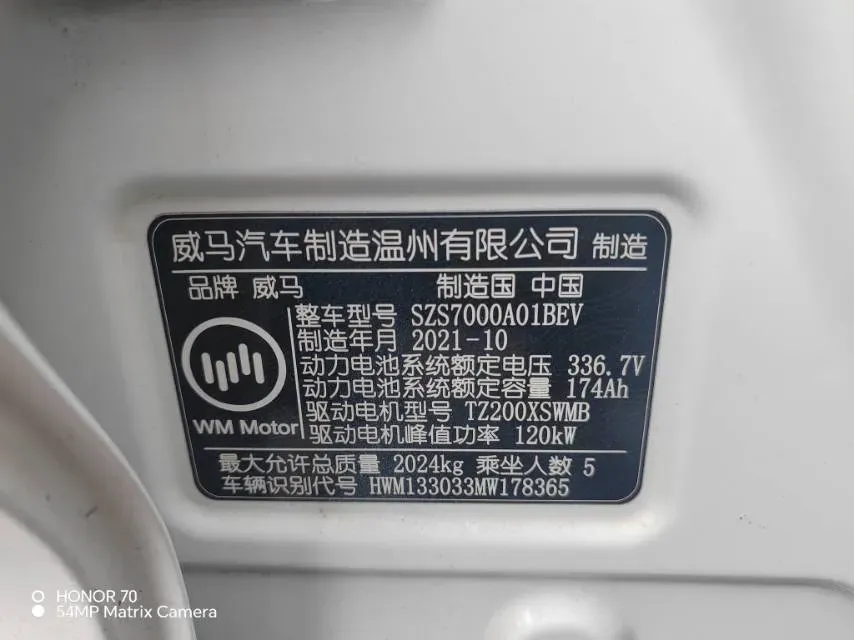 威马汽车制造温州有限公司 制造
品牌 威马 制造国 中国
整车型号 SZS7000A01BEV
制造年月 2021-10
动力电池系统额定电压 336.7V
动力电池系统额定容量 174Ah
驱动电机型号 TZ200XSWMB
驱动电机峰值功率 120kW
WM Motor
最大允许总质量 2024kg 乘坐人数 5
车辆识别代号 HWM133033MW178365
HONOR 70
54MP Matrix Camera